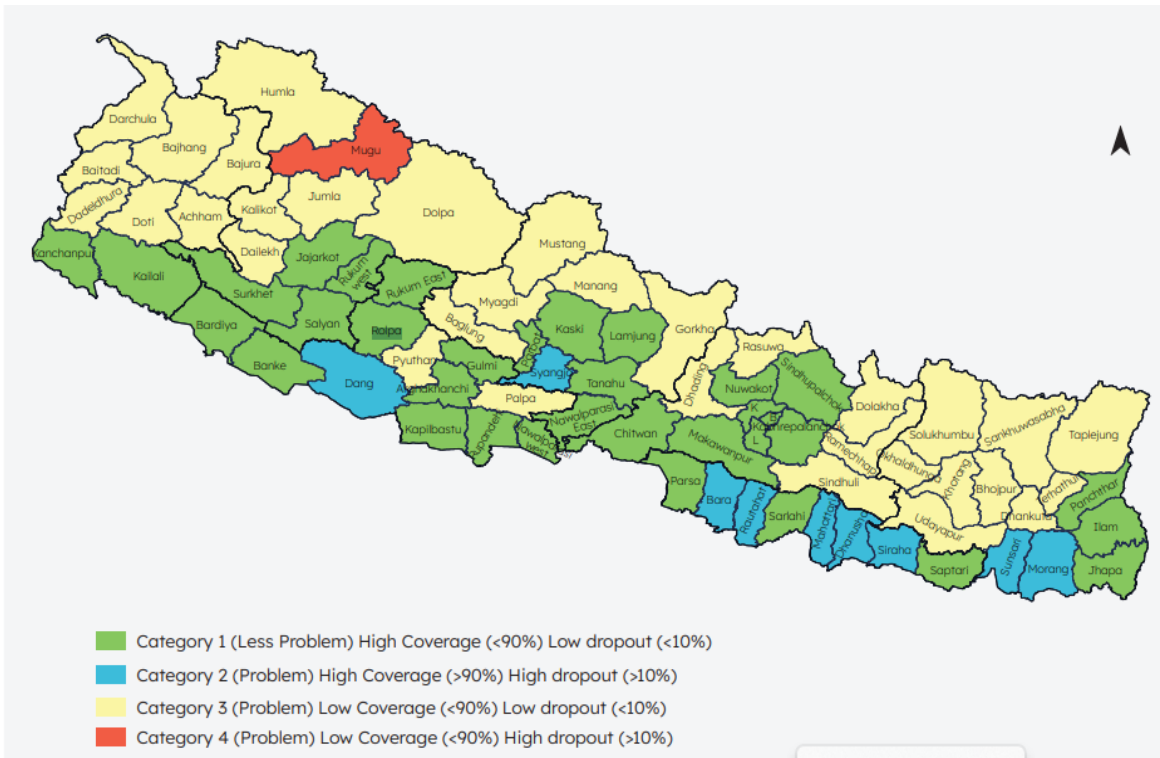 Humla
Darchula
Bajhang
Mugu
Bajura
Baitadi
Dadeldhura
Jumla
Kalikot
Achham
Doti
Dolpa
Mustang
Dailekh
Kanchanpu
Jajarkot
Kailali
Rukum
west
Rukum East
Manang
Surkhet
Myagdi
Bardiya
Salyan
Rolpa
Baglung
Kaski
Lamjung
Gorkha
Rasuwa
Pyuthan
Gulmi
Banke
Dang
Syangja
Tanahu
Dhading
Nuwakot
Sindhupalchak
Palpa
Dolakha
Solukhumbu
Sankhuwasabha
Taplejung
Kapilbastu
Nawalparasi
East
Chitwan
Makawanpur
K
B
L
Ramechhap
Okhaldhunga
Khotang
Bhojpur
Panchthar
Parsa
Sindhuli
Bara
Rautahat
Sarlahi
Mahottari
Dhanusha
Udayapur
Dhankuta
Ilam
Siraha
Saptari
Sunsari
Morang
Jhapa
Category 1 (Less Problem) High Coverage (<90%) Low dropout (<10%)
Category 2 (Problem) High Coverage (>90%) High dropout (>10%)
Category 3 (Problem) Low Coverage (<90%) Low dropout (<10%)
Category 4 (Problem) Low Coverage (<90%) High dropout (>10%)